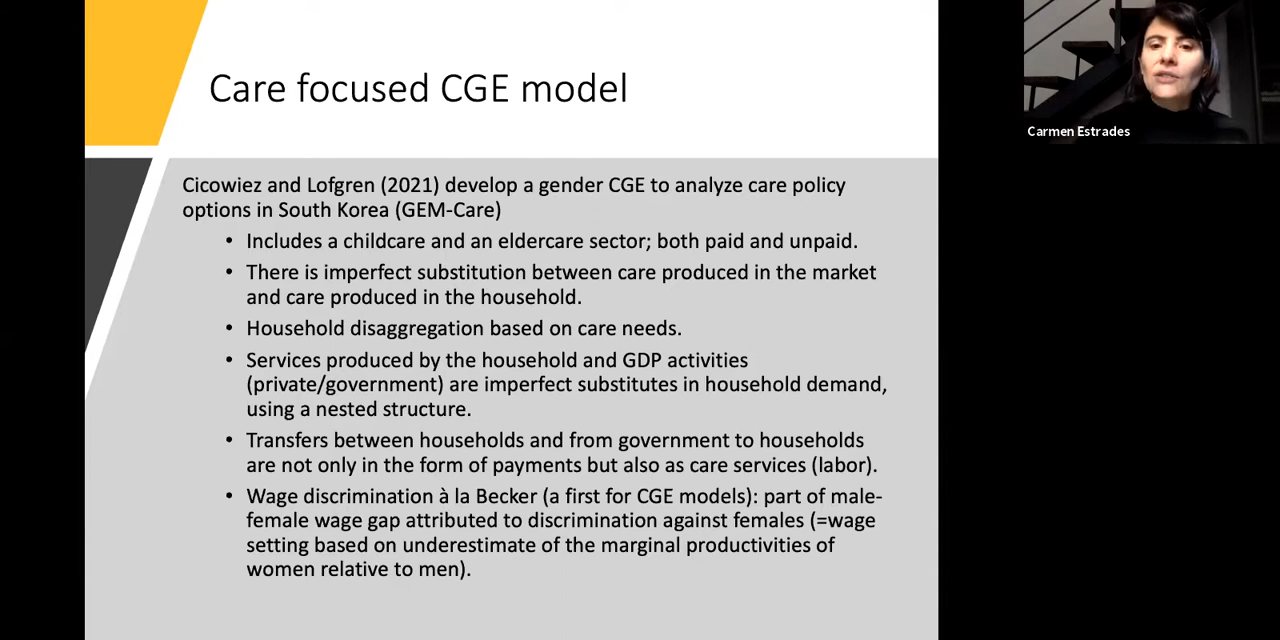 Care focused CGE model
Cicowiez and Lofgren (2021) develop a gender CGE to analyze care policy
options in South Korea (GEM-Care)
• Includes a childcare and an eldercare sector; both paid and unpaid.
• There is imperfect substitution between care produced in the market
and care produced in the household.
• Household disaggregation based on care needs.
• Services produced by the household and GDP activities
(private/government) are imperfect substitutes in household demand,
using a nested structure.
• Transfers between households and from government to households
are not only in the form of payments but also as care services (labor).
• Wage discrimination à la Becker (a first for CGE models): part of male-
female wage gap attributed to discrimination against females (=wage
setting based on underestimate of the marginal productivities of
women relative to men).
Carmen Estrades